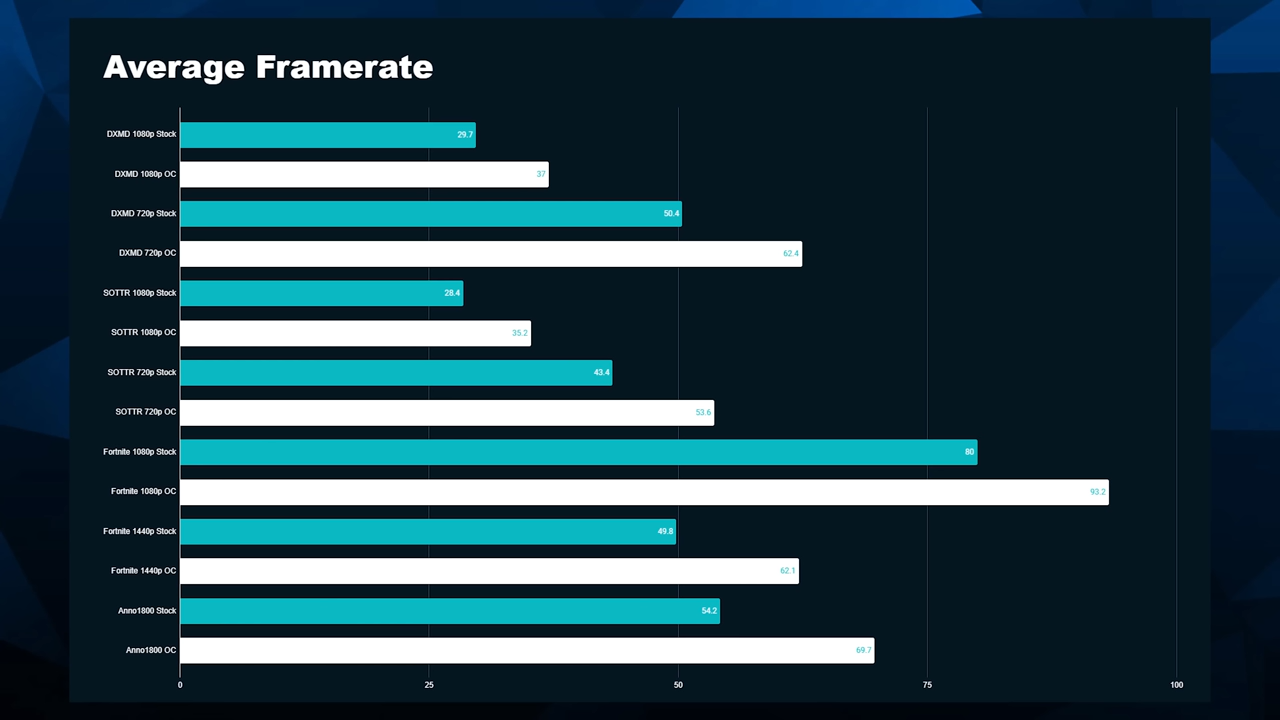 Average Framerate
DXMD 1080p Stock 29.7
DXMD 1080p OC 37
DXMD 720p Stock 50.4
DXMD 720p OC 62.4
SOTTR 1080p Stock 28.4
SOTTR 1080p OC 35.2
SOTTR 720p Stock 43.4
SOTTR 720p OC 53.6
Fortnite 1080p Stock 80
Fortnite 1080p OC 93.2
Fortnite 1440p Stock 49.8
Fortnite 1440p OC 62.1
Anno1800 Stock 54.2
Anno1800 OC 69.7
0 25 50 75 100